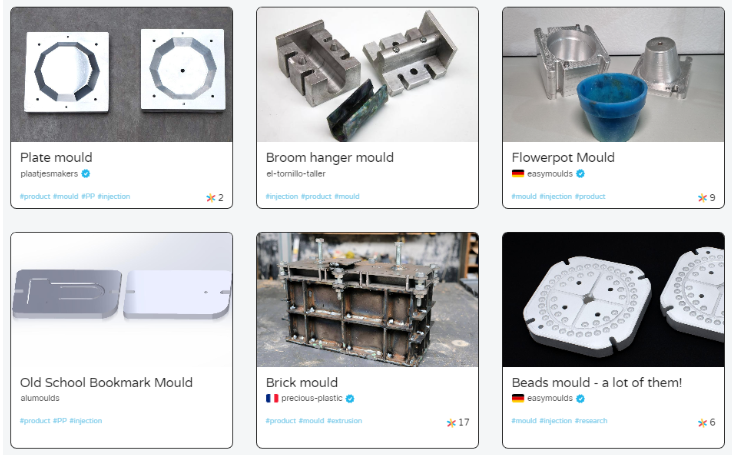 Plate mould
plaatjesmakers
#product #mould #PP #injection
2
Broom hanger mould
el-tornillo-taller
#injection #product #mould
Flowerpot Mould
easymoulds
#mould #injection #product
9
Old School Bookmark Mould
alumoulds
#product #PP #injection
Brick mould
precious-plastic
#product #mould #extrusion
17
Beads mould - a lot of them!
easymoulds
#mould #injection #research
6